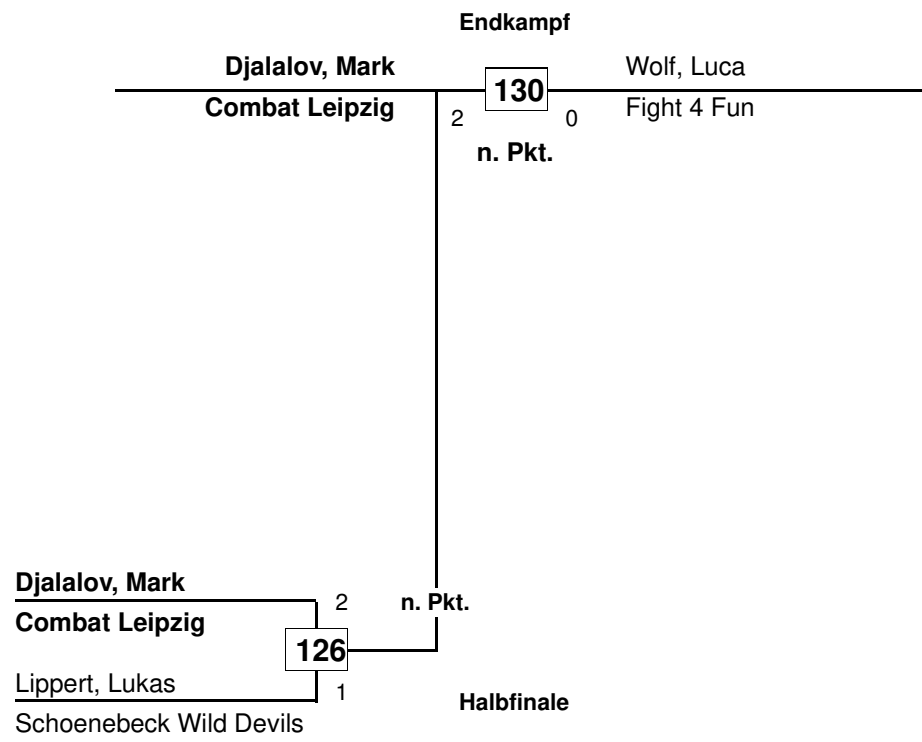 Endkampf
Djalalov, Mark
Wolf, Luca
130
Combat Leipzig
2
0
Fight 4 Fun
n. Pkt.
Djalalov, Mark
2
n. Pkt.
Combat Leipzig
126
Lippert, Lukas
1
Halbfinale
Schoenebeck Wild Devils